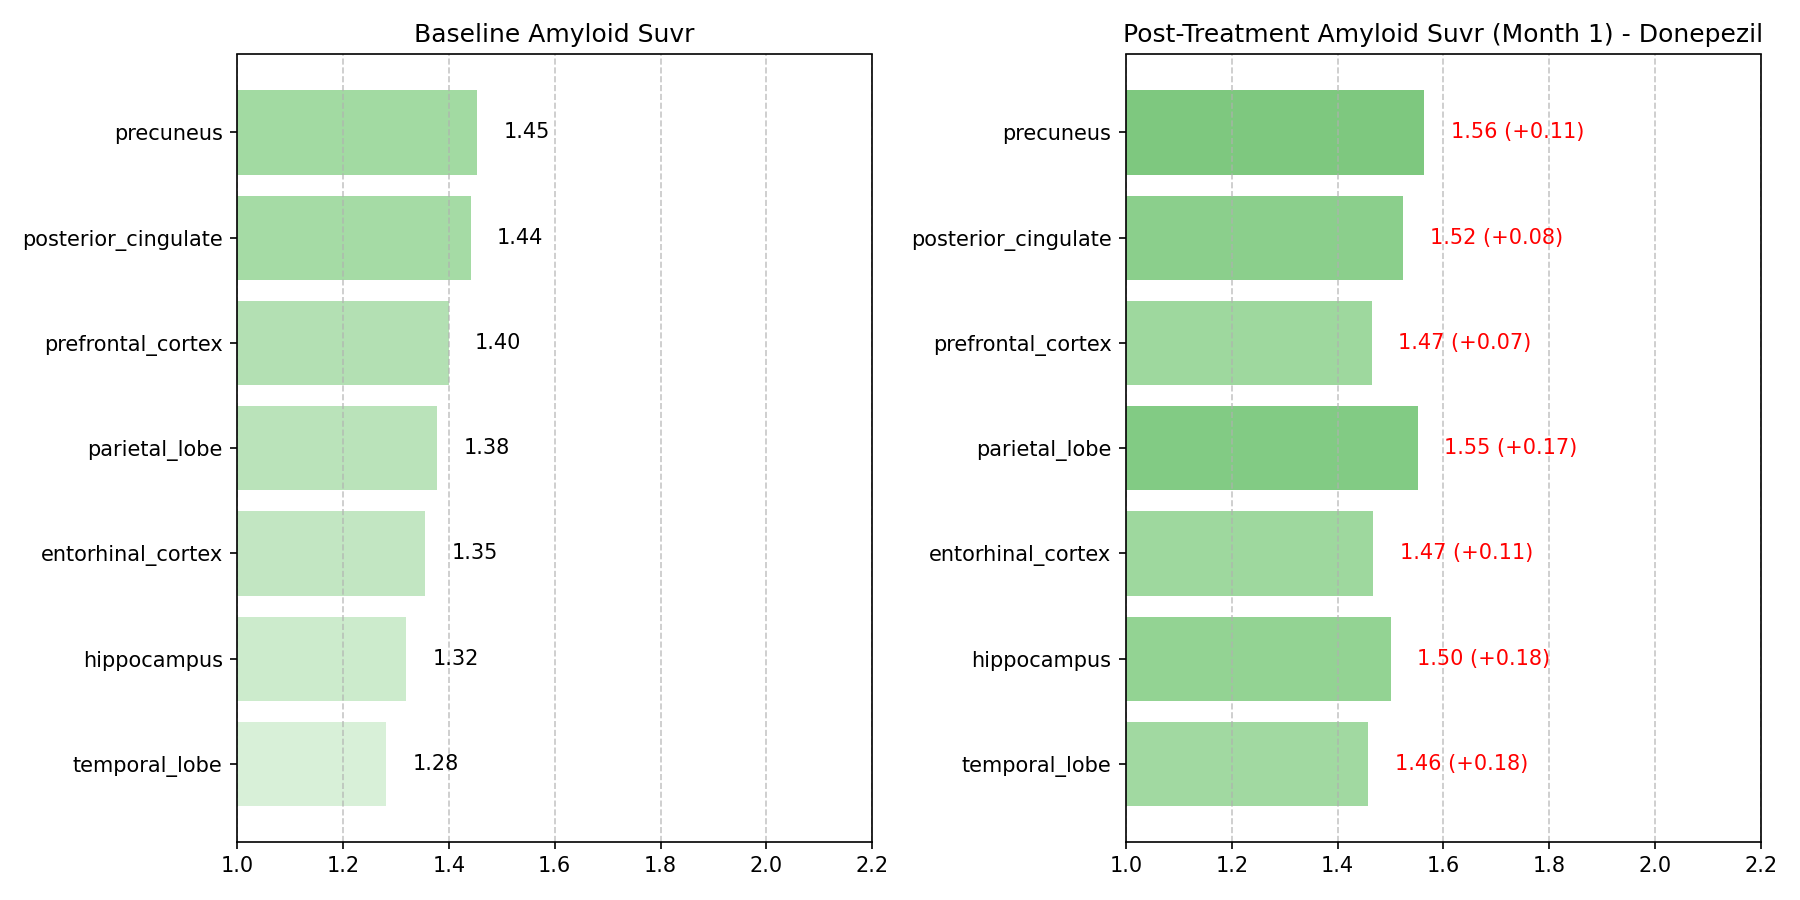 Baseline Amyloid Suvr
precuneus
1.45
posterior_cingulate
1.44
prefrontal_cortex
1.40
parietal_lobe
1.38
entorhinal_cortex
1.35
hippocampus
1.32
temporal_lobe
1.28
1.0 1.2 1.4 1.6 1.8 2.0 2.2
Post-Treatment Amyloid Suvr (Month 1) - Donepezil
precuneus
1.56 (+0.11)
posterior_cingulate
1.52 (+0.08)
prefrontal_cortex
1.47 (+0.07)
parietal_lobe
1.55 (+0.17)
entorhinal_cortex
1.47 (+0.11)
hippocampus
1.50 (+0.18)
temporal_lobe
1.46 (+0.18)
1.0 1.2 1.4 1.6 1.8 2.0 2.2